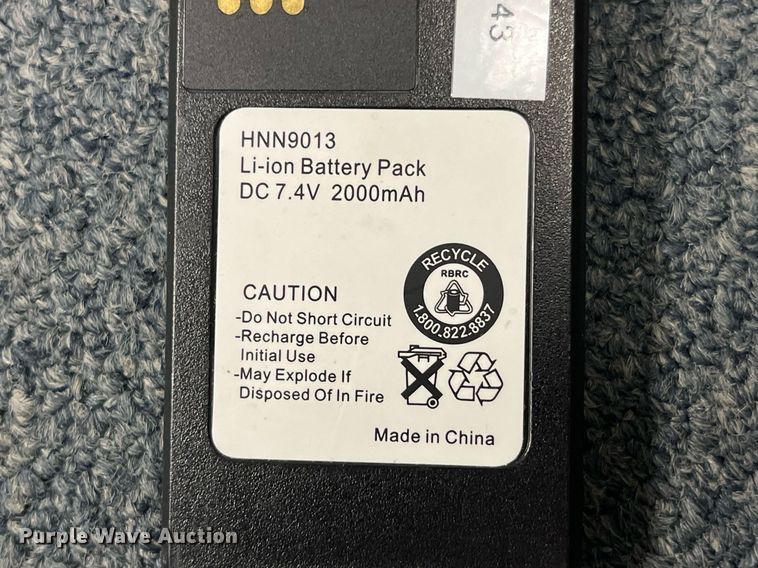 43
HNN9013
Li-ion Battery Pack
DC 7.4V 2000mAh
RECYCLE
RBRC
1.800.822.8837
CAUTION
-Do Not Short Circuit
-Recharge Before
Initial Use
-May Explode If
Disposed Of In Fire
Made in China
Purple Wave Auction